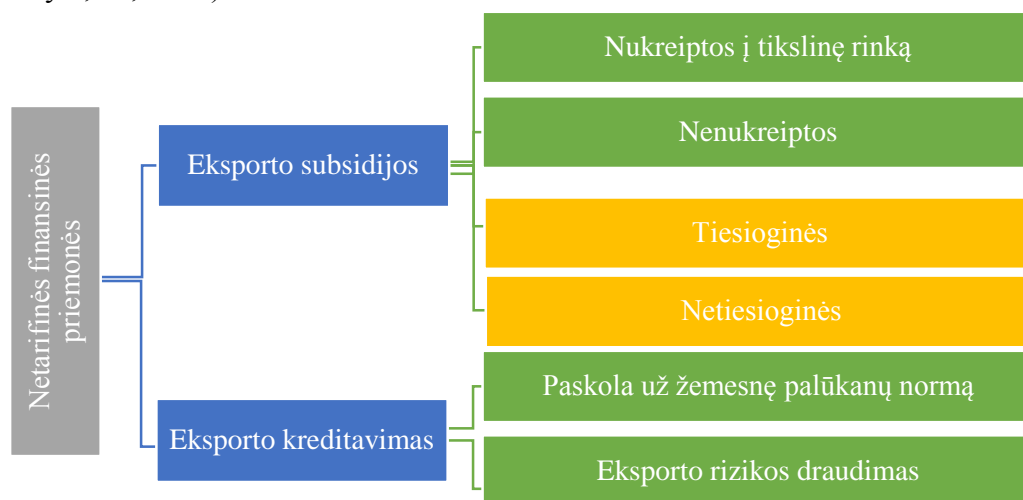 Netarifinės finansinės
priemonės
Eksporto subsidijos
Nukreiptos į tikslinę rinką
Nenukreiptos
Tiesioginės
Netiesioginės
Eksporto kreditavimas
Paskola už žemesnę palūkanų normą
Eksporto rizikos draudimas